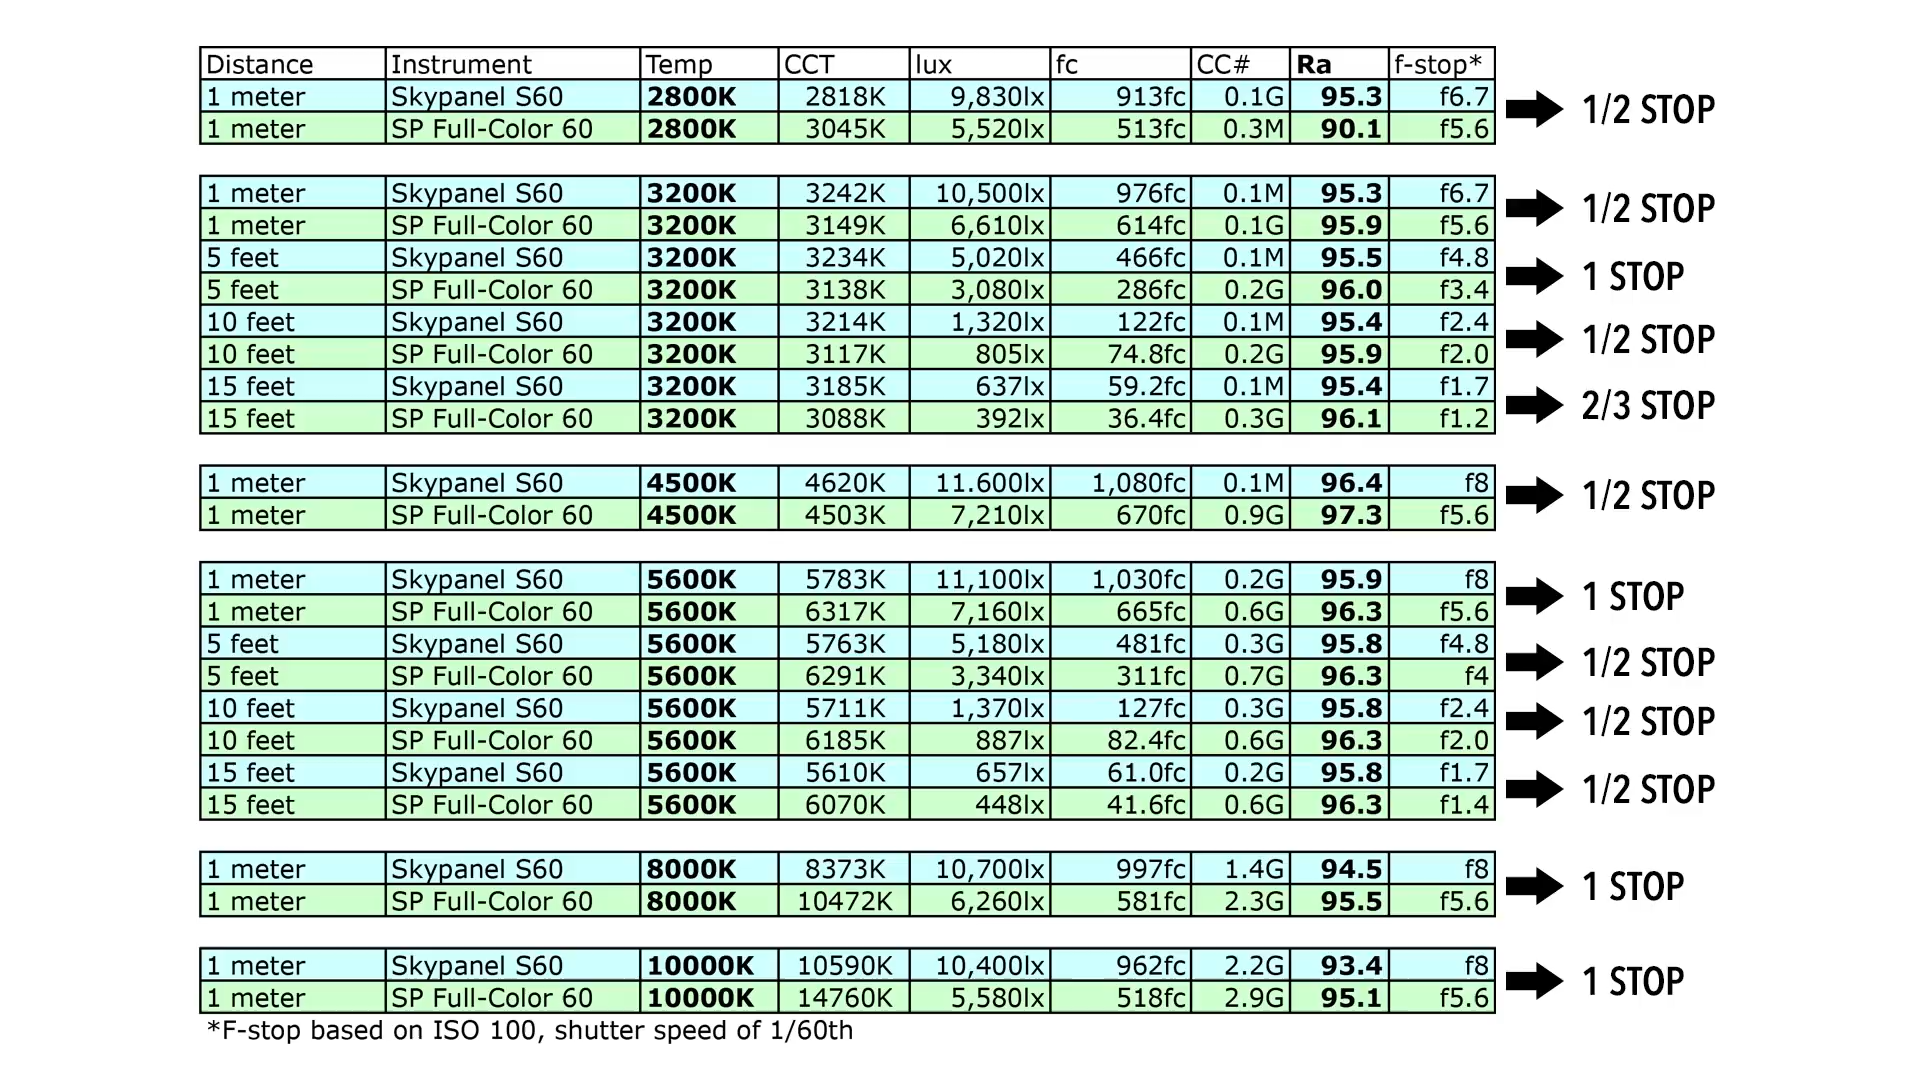 Distance Instrument Temp CCT lux fc CC# Ra f-stop*
1 meter Skypanel S60 2800K 2818K 9,830lx 913fc 0.1G 95.3 f6.7
1/2 STOP
1 meter SP Full-Color 60 2800K 3045K 5,520lx 513fc 0.3M 90.1 f5.6
1 meter Skypanel S60 3200K 3242K 10,500lx 976fc 0.1M 95.3 f6.7
1/2 STOP
1 meter SP Full-Color 60 3200K 3149K 6,610lx 614fc 0.1G 95.9 f5.6
5 feet Skypanel S60 3200K 3234K 5,020lx 466fc 0.1M 95.5 f4.8
1 STOP
5 feet SP Full-Color 60 3200K 3138K 3,080lx 286fc 0.2G 96.0 f3.4
10 feet Skypanel S60 3200K 3214K 1,320lx 122fc 0.1M 95.4 f2.4
1/2 STOP
10 feet SP Full-Color 60 3200K 3117K 805lx 74.8fc 0.2G 95.9 f2.0
15 feet Skypanel S60 3200K 3185K 637lx 59.2fc 0.1M 95.4 f1.7
2/3 STOP
15 feet SP Full-Color 60 3200K 3088K 392lx 36.4fc 0.3G 96.1 f1.2
1 meter Skypanel S60 4500K 4620K 11.600lx 1,080fc 0.1M 96.4 f8
1/2 STOP
1 meter SP Full-Color 60 4500K 4503K 7,210lx 670fc 0.9G 97.3 f5.6
1 meter Skypanel S60 5600K 5783K 11,100lx 1,030fc 0.2G 95.9 f8
1 STOP
1 meter SP Full-Color 60 5600K 6317K 7,160lx 665fc 0.6G 96.3 f5.6
5 feet Skypanel S60 5600K 5763K 5,180lx 481fc 0.3G 95.8 f4.8
1/2 STOP
5 feet SP Full-Color 60 5600K 6291K 3,340lx 311fc 0.7G 96.3 f4
10 feet Skypanel S60 5600K 5711K 1,370lx 127fc 0.3G 95.8 f2.4
1/2 STOP
10 feet SP Full-Color 60 5600K 6185K 887lx 82.4fc 0.6G 96.3 f2.0
15 feet Skypanel S60 5600K 5610K 657lx 61.0fc 0.2G 95.8 f1.7
1/2 STOP
15 feet SP Full-Color 60 5600K 6070K 448lx 41.6fc 0.6G 96.3 f1.4
1 meter Skypanel S60 8000K 8373K 10,700lx 997fc 1.4G 94.5 f8
1 STOP
1 meter SP Full-Color 60 8000K 10472K 6,260lx 581fc 2.3G 95.5 f5.6
1 meter Skypanel S60 10000K 10590K 10,400lx 962fc 2.2G 93.4 f8
1 STOP
1 meter SP Full-Color 60 10000K 14760K 5,580lx 518fc 2.9G 95.1 f5.6
*F-stop based on ISO 100, shutter speed of 1/60th